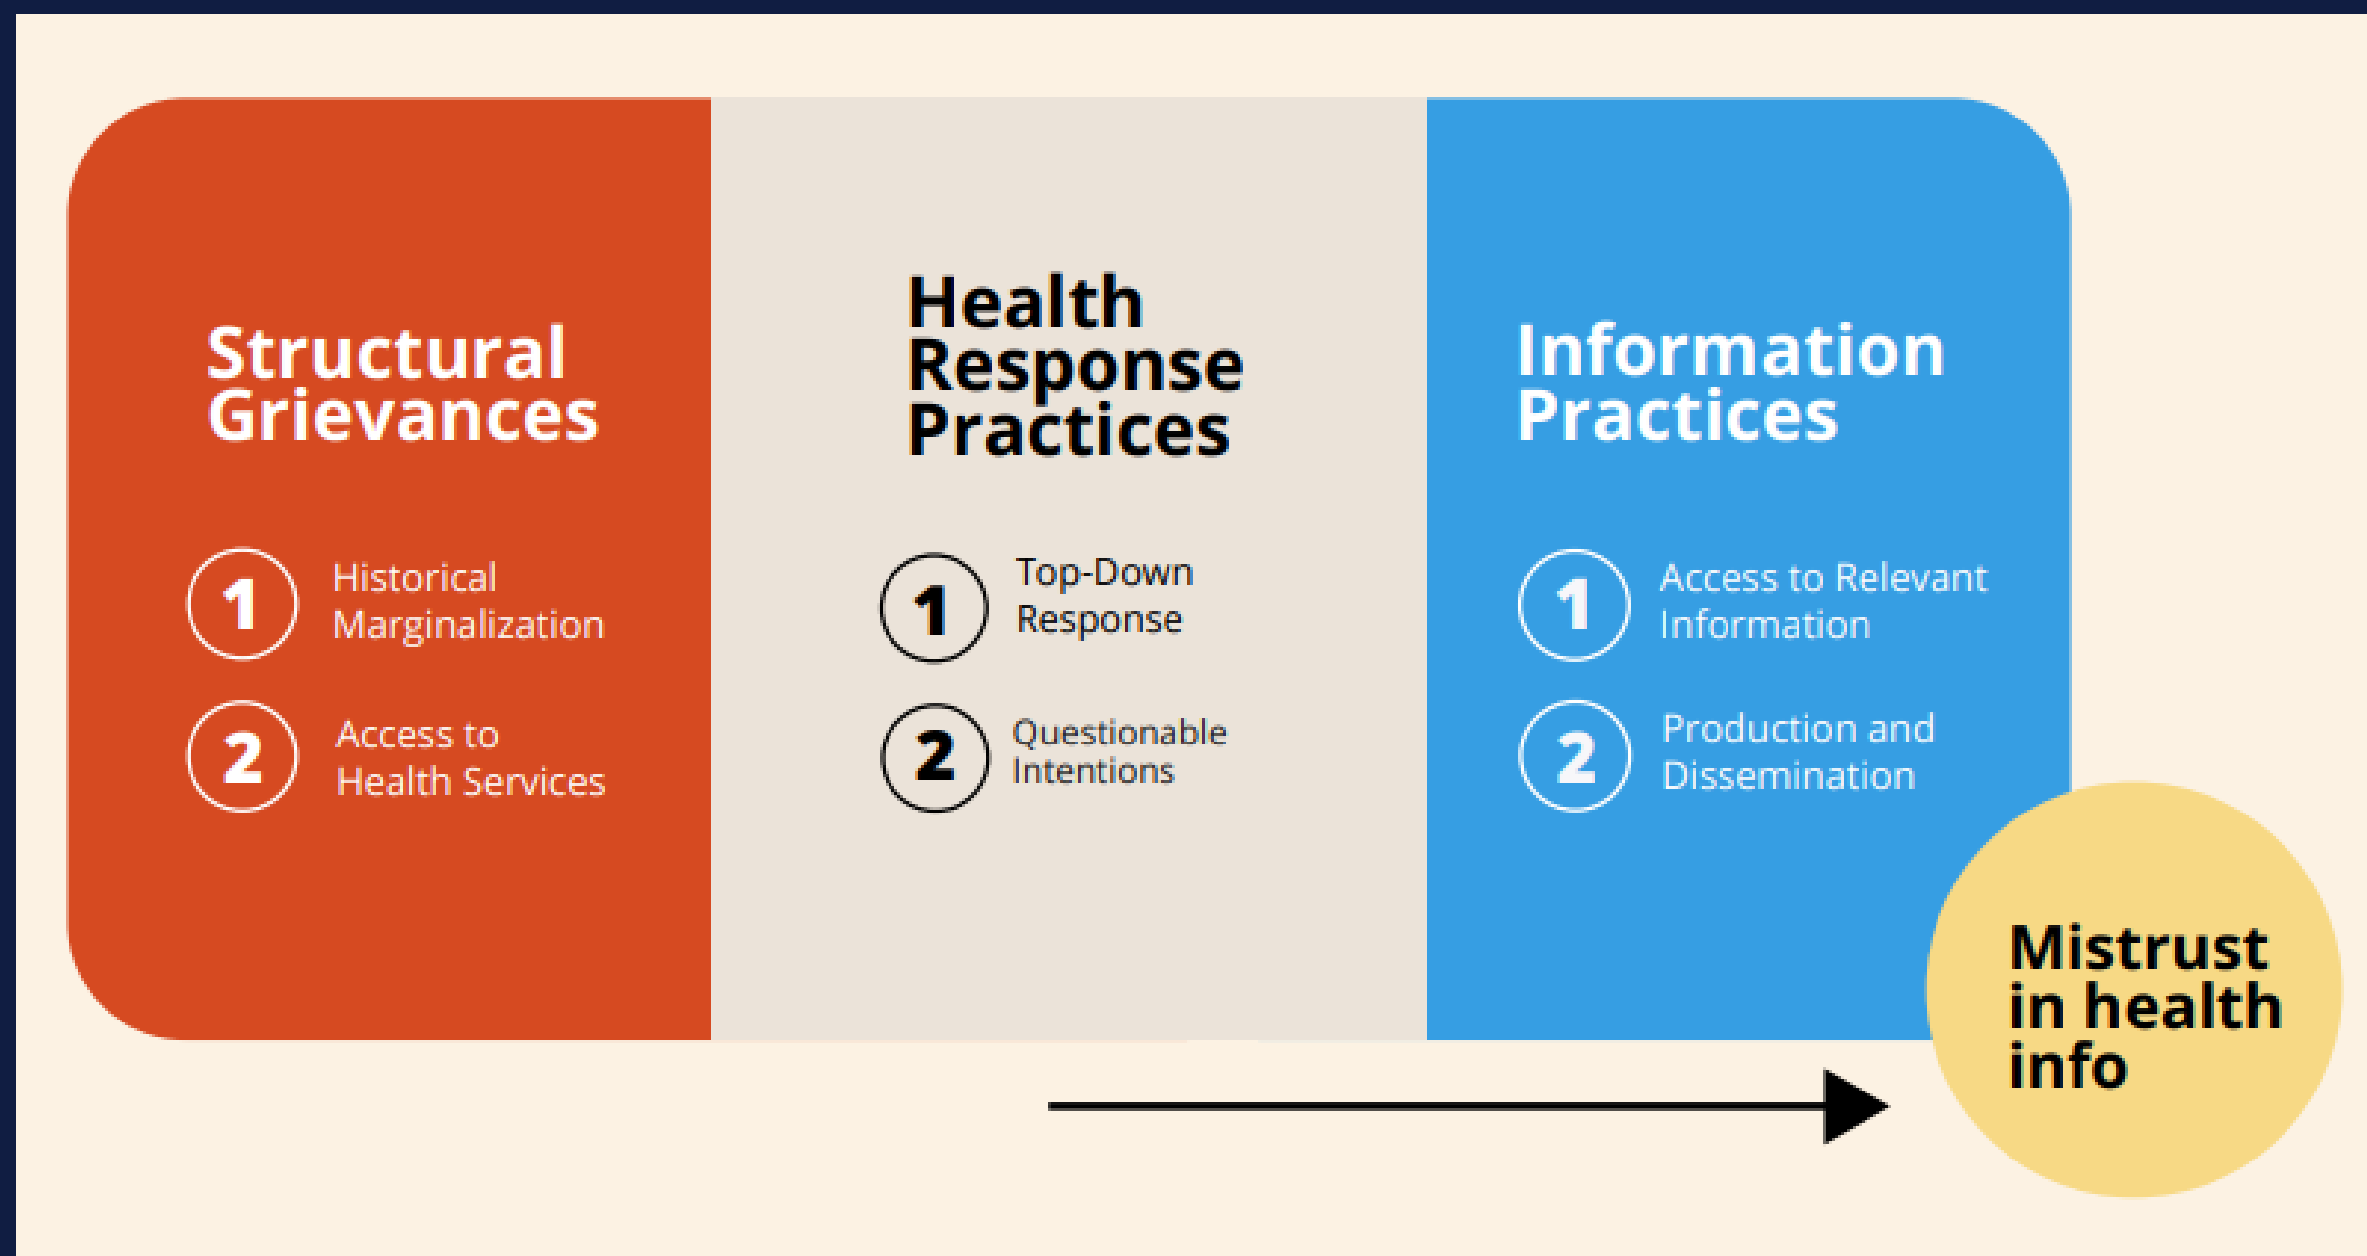 Structural
Grievances
1
Historical
Marginalization
2
Access to
Health Services
Health
Response
Practices
1
Top-Down
Response
2
Questionable
Intentions
Information
Practices
1
Access to Relevant
Information
2
Production and
Dissemination
Mistrust
in health
info